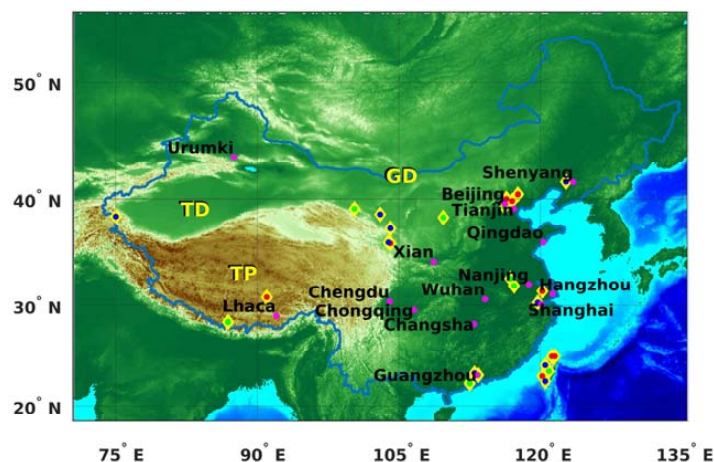 50° N
Urumki
GD
Shenyang
40° N
Beijing
TD
Tianjin
Qingdao
Xian
TP
Nanjing
Hangzhou
Chengdu
Wuhan
30° N
Lhaca
Chongqing
Shanghai
Changsha
Guangzhou
20° N
75° E 90° E 105° E 120° E 135° E